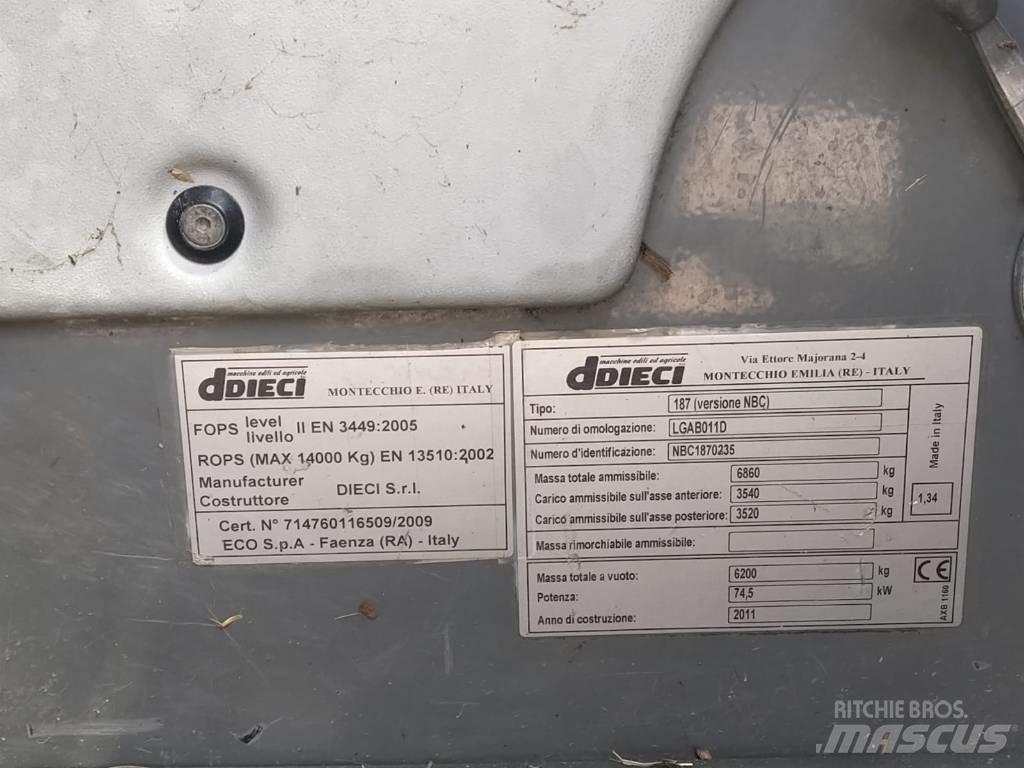 macchine edili ed agricole
dDIECI
MONTECCHIO E. (RE) ITALY
FOPS level livello II EN 3449:2005
ROPS (MAX 14000 Kg) EN 13510:2002
Manufacturer
Costruttore DIECI S.r.l.
Cert. N° 714760116509/2009
ECO S.p.A - Faenza (RA) - Italy
macchine edili ed agricole
dDIECI
Via Ettore Majorana 2-4
MONTECCHIO EMILIA (RE) - ITALY
Tipo: 187 (versione NBC)
Numero di omologazione: LGAB011D
Numero d'identificazione: NBC1870235
Massa totale ammissibile: 6860 kg
Carico ammissibile sull'asse anteriore: 3540 kg
Carico ammissibile sull'asse posteriore: 3520 kg
Massa rimorchiabile ammissibile:
Made in Italy
1,34
Massa totale a vuoto: 6200 kg
Potenza: 74,5 kW
Anno di costruzione: 2011
CE
AXB 1160
RITCHIE BROS.
MASCUS